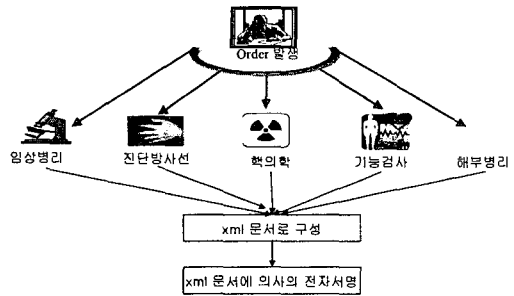 Order 발생
임상병리 진단방사선 핵의학 기능검사 해부병리
xml 문서로 구성
xml 문서에 의사의 전자서명